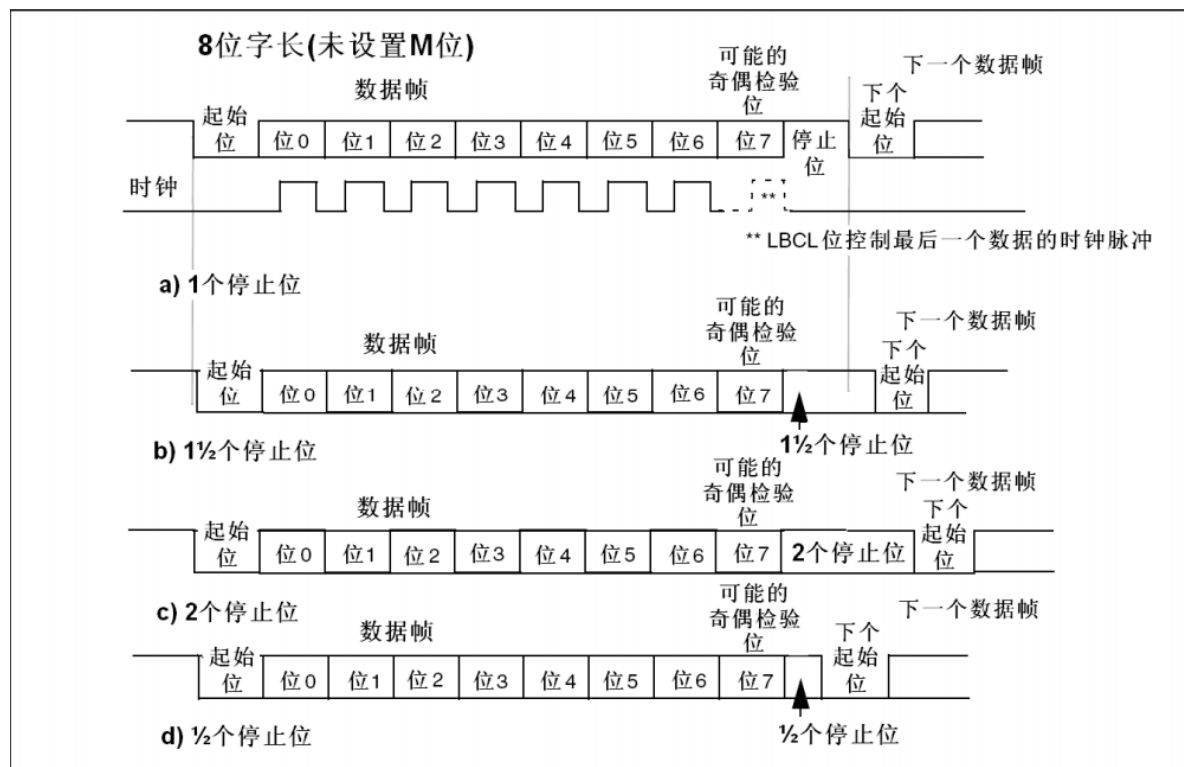 8位字长(未设置M位)
可能的
奇偶检验
位
下一个数据帧
数据帧
起始
位
位0
位1
位2
位3
位4
位5
位6
位7
停止
位
下个
起始
位
时钟
**
** LBCL位控制最后一个数据的时钟脉冲
a) 1个停止位
可能的
奇偶检验
位
下一个数据帧
数据帧
起始
位
位0
位1
位2
位3
位4
位5
位6
位7
下个
起始
位
b) 1½个停止位
1½个停止位
可能的
奇偶检验
位
下一个数据帧
数据帧
起始
位
位0
位1
位2
位3
位4
位5
位6
位7
2个停止位
下个
起始
位
c) 2个停止位
可能的
奇偶检验
位
下一个数据帧
数据帧
起始
位
位0
位1
位2
位3
位4
位5
位6
位7
下个
起始
位
d) ½个停止位
½个停止位